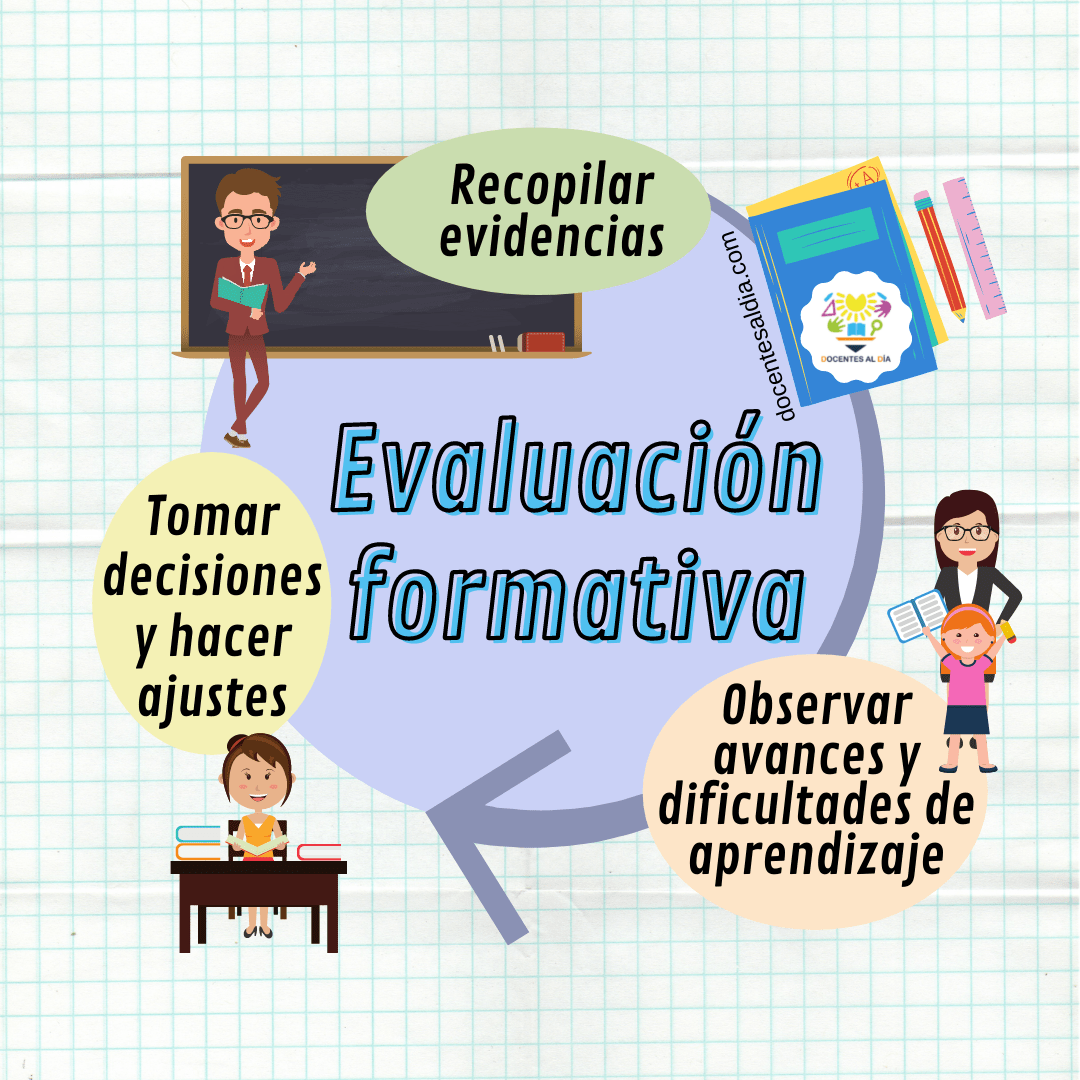 Recopilar
evidencias
A+
docentesaldia.com
DOCENTES AL DÍA
Evaluación
formativa
Tomar
decisiones
y hacer
ajustes
Observar
avances y
dificultades de
aprendizaje